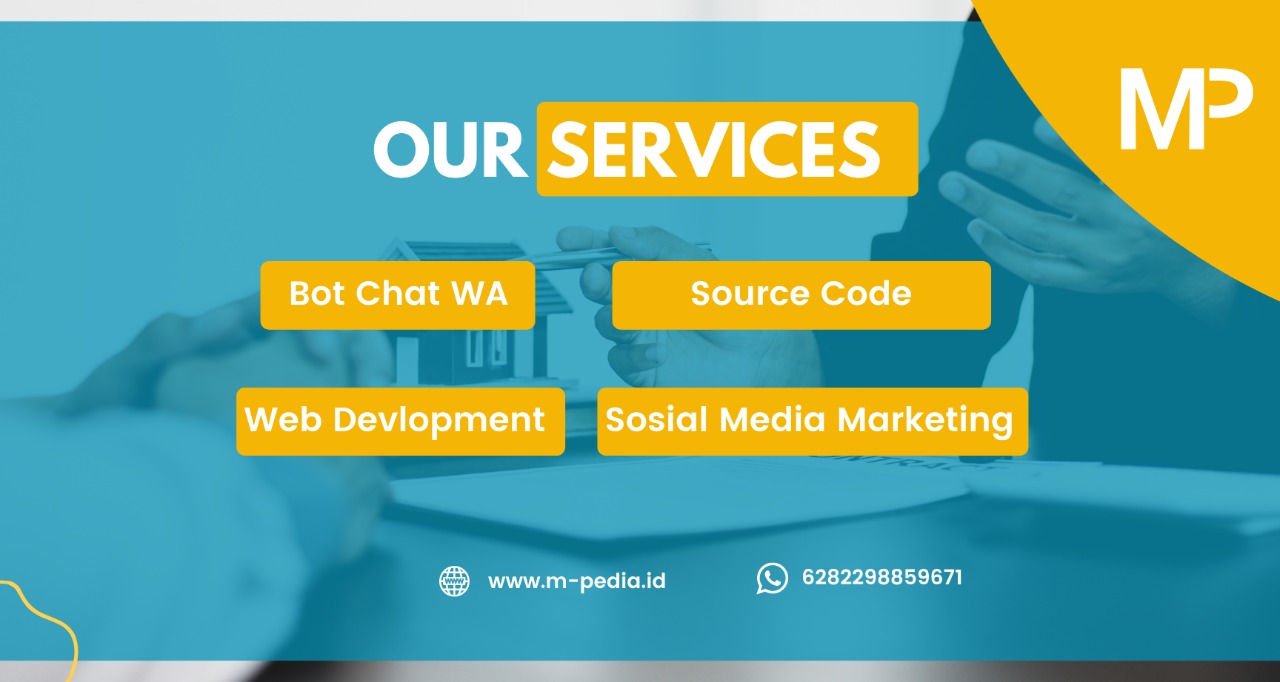 MP
OUR SERVICES
Bot Chat WA
Source Code
Web Devlopment
Sosial Media Marketing
www.m-pedia.id
6282298859671